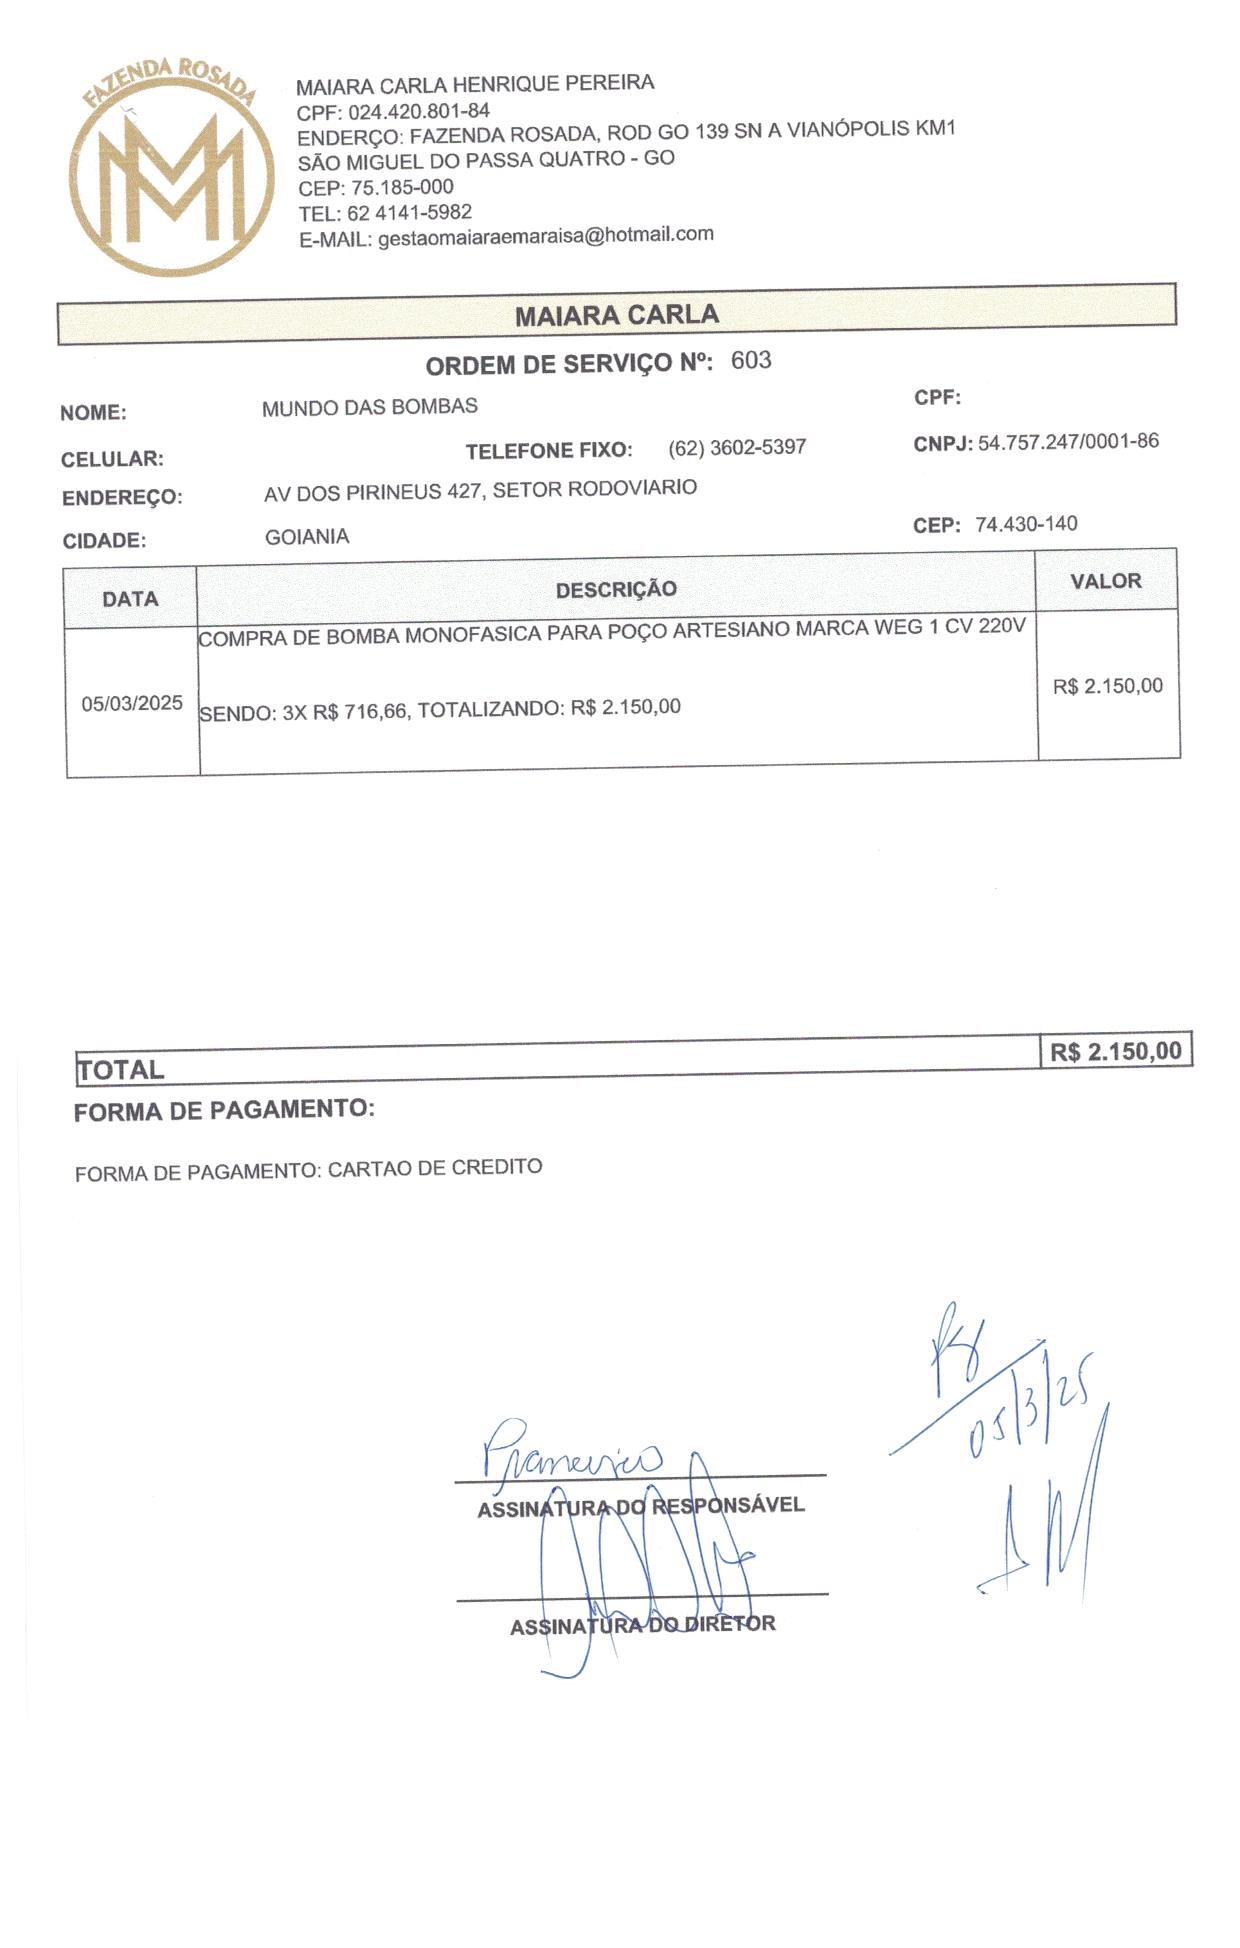 FAZENDA ROSADA
MM
MAIARA CARLA HENRIQUE PEREIRA
CPF: 024.420.801-84
ENDERÇO: FAZENDA ROSADA, ROD GO 139 SN A VIANÓPOLIS KM1
SÃO MIGUEL DO PASSA QUATRO - GO
CEP: 75.185-000
TEL: 62 4141-5982
E-MAIL: gestaomaiaraemaraisa@hotmail.com
MAIARA CARLA
ORDEM DE SERVIÇO Nº: 603
NOME: MUNDO DAS BOMBAS CPF:
CELULAR: TELEFONE FIXO: (62) 3602-5397 CNPJ: 54.757.247/0001-86
ENDEREÇO: AV DOS PIRINEUS 427, SETOR RODOVIARIO
CIDADE: GOIANIA CEP: 74.430-140
DATA DESCRIÇÃO VALOR
COMPRA DE BOMBA MONOFASICA PARA POÇO ARTESIANO MARCA WEG 1 CV 220V
05/03/2025 SENDO: 3X R$ 716,66, TOTALIZANDO: R$ 2.150,00 R$ 2.150,00
TOTAL R$ 2.150,00
FORMA DE PAGAMENTO:
FORMA DE PAGAMENTO: CARTAO DE CREDITO
05/3/25
ASSINATURA DO RESPONSÁVEL
ASSINATURA DO DIRETOR